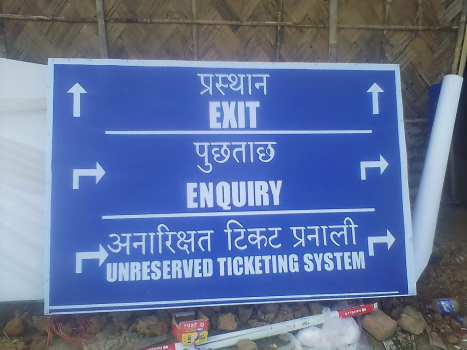 प्रस्थान
EXIT
पुछताछ
ENQUIRY
अनारिक्षत टिकट प्रनाली
UNRESERVED TICKETING SYSTEM